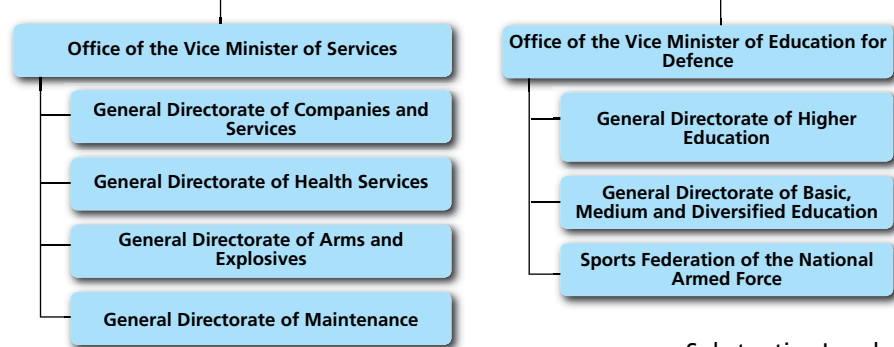 Office of the Vice Minister of Services
General Directorate of Companies and
Services
General Directorate of Health Services
General Directorate of Arms and
Explosives
General Directorate of Maintenance
Office of the Vice Minister of Education for
Defence
General Directorate of Higher
Education
General Directorate of Basic,
Medium and Diversified Education
Sports Federation of the National
Armed Force